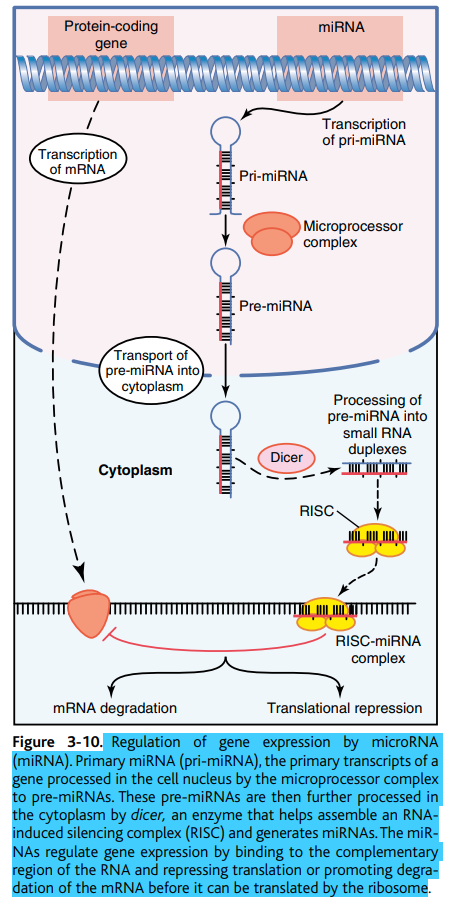 Protein-coding
gene
miRNA
Transcription
of mRNA
Transcription
of pri-miRNA
Pri-miRNA
Microprocessor
complex
Pre-miRNA
Transport of
pre-miRNA into
cytoplasm
Processing of
pre-miRNA into
small RNA
duplexes
Dicer
Cytoplasm
RISC
RISC-miRNA
complex
mRNA degradation
Translational repression
Figure 3-10. Regulation of gene expression by microRNA
(miRNA). Primary miRNA (pri-miRNA), the primary transcripts of a
gene processed in the cell nucleus by the microprocessor complex
to pre-miRNAs. These pre-miRNAs are then further processed in
the cytoplasm by dicer, an enzyme that helps assemble an RNA-
induced silencing complex (RISC) and generates miRNAs. The miR-
NAs regulate gene expression by binding to the complementary
region of the RNA and repressing translation or promoting degra-
dation of the mRNA before it can be translated by the ribosome.